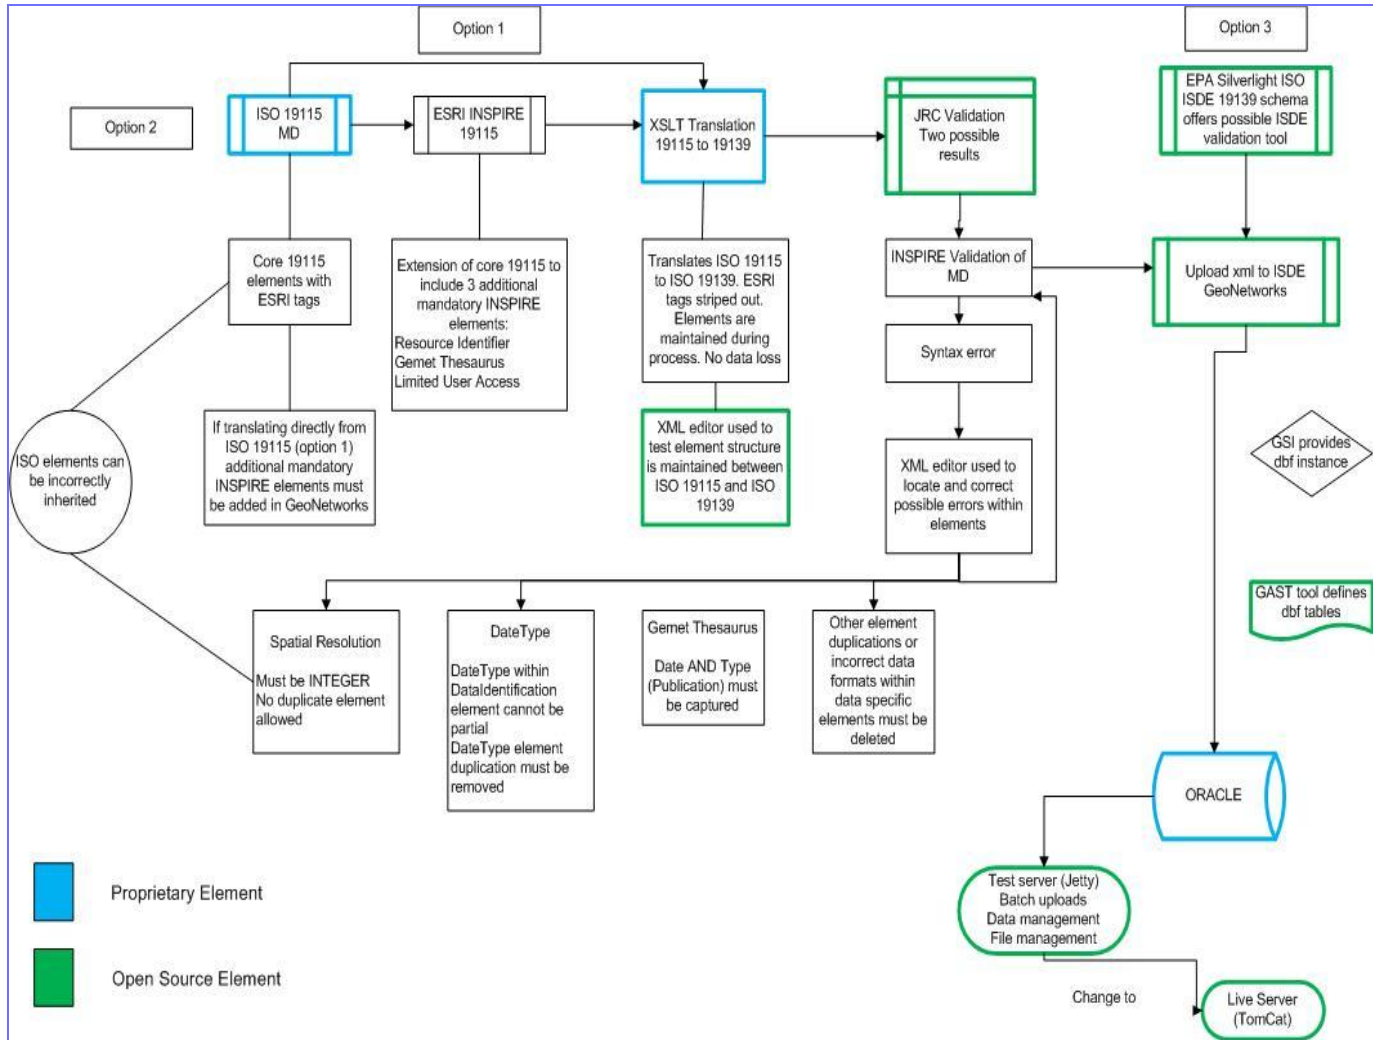 Option 1
Option 3
Option 2
ISO 19115
MD
ESRI INSPIRE
19115
XSLT Translation
19115 to 19139
JRC Validation
Two possible
results
EPA Silverlight ISO
ISDE 19139 schema
offers possible ISDE
validation tool
Core 19115
elements with
ESRI tags
Extension of core 19115 to
include 3 additional
mandatory INSPIRE
elements:
Resource Identifier
Gemet Thesaurus
Limited User Access
Translates ISO 19115
to ISO 19139. ESRI
tags striped out.
Elements are
maintained during
process. No data loss
INSPIRE Validation of
MD
Upload xml to ISDE
GeoNetworks
Syntax error
ISO elements can
be incorrectly
inherited
If translating directly from
ISO 19115 (option 1)
additional mandatory
INSPIRE elements must
be added in GeoNetworks
XML editor used to
test element structure
is maintained between
ISO 19115 and ISO
19139
XML editor used to
locate and correct
possible errors within
elements
GSI provides
dbf instance
GAST tool defines
dbf tables
Spatial Resolution
Must be INTEGER
No duplicate element
allowed
DateType
DateType within
DataIdentification
element cannot be
partial
DateType element
duplication must be
removed
Gemet Thesaurus
Date AND Type
(Publication) must
be captured
Other element
duplications or
incorrect data
formats within
data specific
elements must be
deleted
ORACLE
Test server (Jetty)
Batch uploads
Data management
File management
Change to
Live Server
(TomCat)
Proprietary Element
Open Source Element